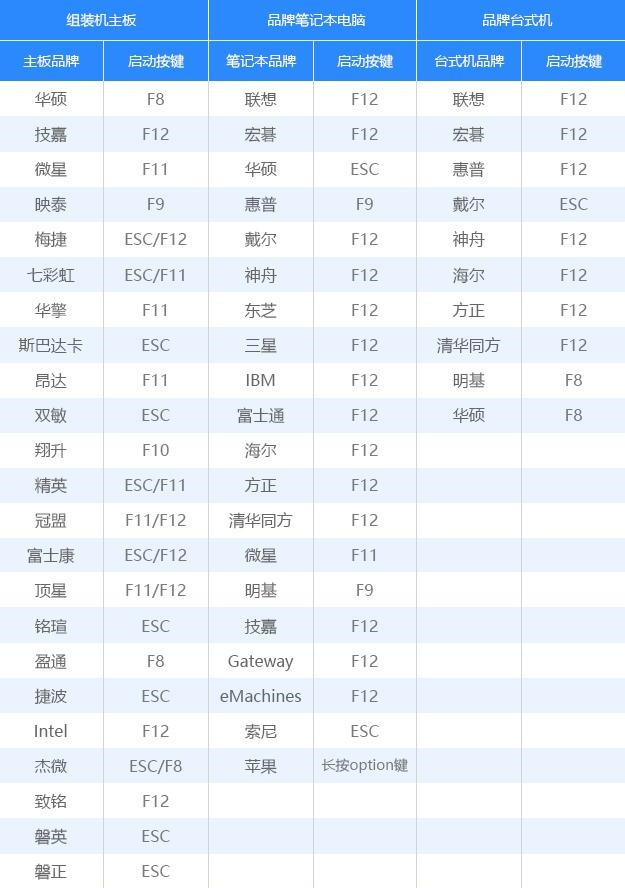 组装机主板 品牌笔记本电脑 品牌台式机
主板品牌 启动按键 笔记本品牌 启动按键 台式机品牌 启动按键
华硕 F8 联想 F12 联想 F12
技嘉 F12 宏碁 F12 宏碁 F12
微星 F11 华硕 ESC 惠普 F12
映泰 F9 惠普 F9 戴尔 ESC
梅捷 ESC/F12 戴尔 F12 神舟 F12
七彩虹 ESC/F11 神舟 F12 海尔 F12
华擎 F11 东芝 F12 方正 F12
斯巴达卡 ESC 三星 F12 清华同方 F12
昂达 F11 IBM F12 明基 F8
双敏 ESC 富士通 F12 华硕 F8
翔升 F10 海尔 F12
精英 ESC/F11 方正 F12
冠盟 F11/F12 清华同方 F12
富士康 ESC/F12 微星 F11
顶星 F11/F12 明基 F9
铭瑄 ESC 技嘉 F12
盈通 F8 Gateway F12
捷波 ESC eMachines F12
Intel F12 索尼 ESC
杰微 ESC/F8 苹果 长按option键
致铭 F12
磐英 ESC
磐正 ESC